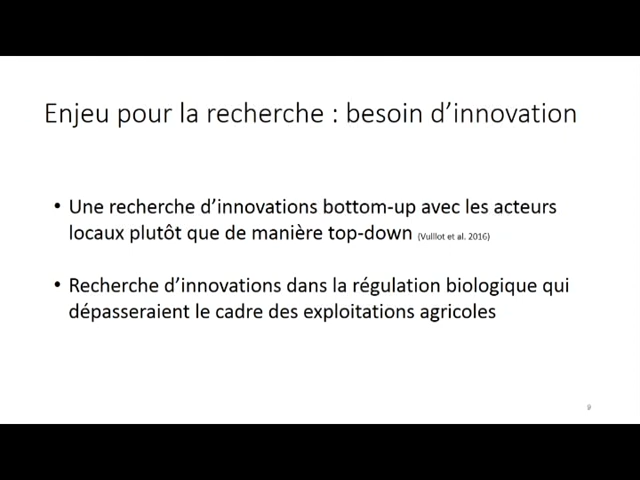 Enjeu pour la recherche : besoin d'innovation
• Une recherche d'innovations bottom-up avec les acteurs
locaux plutôt que de manière top-down (Vuillot et al. 2016)
• Recherche d'innovations dans la régulation biologique qui
dépasseraient le cadre des exploitations agricoles
9